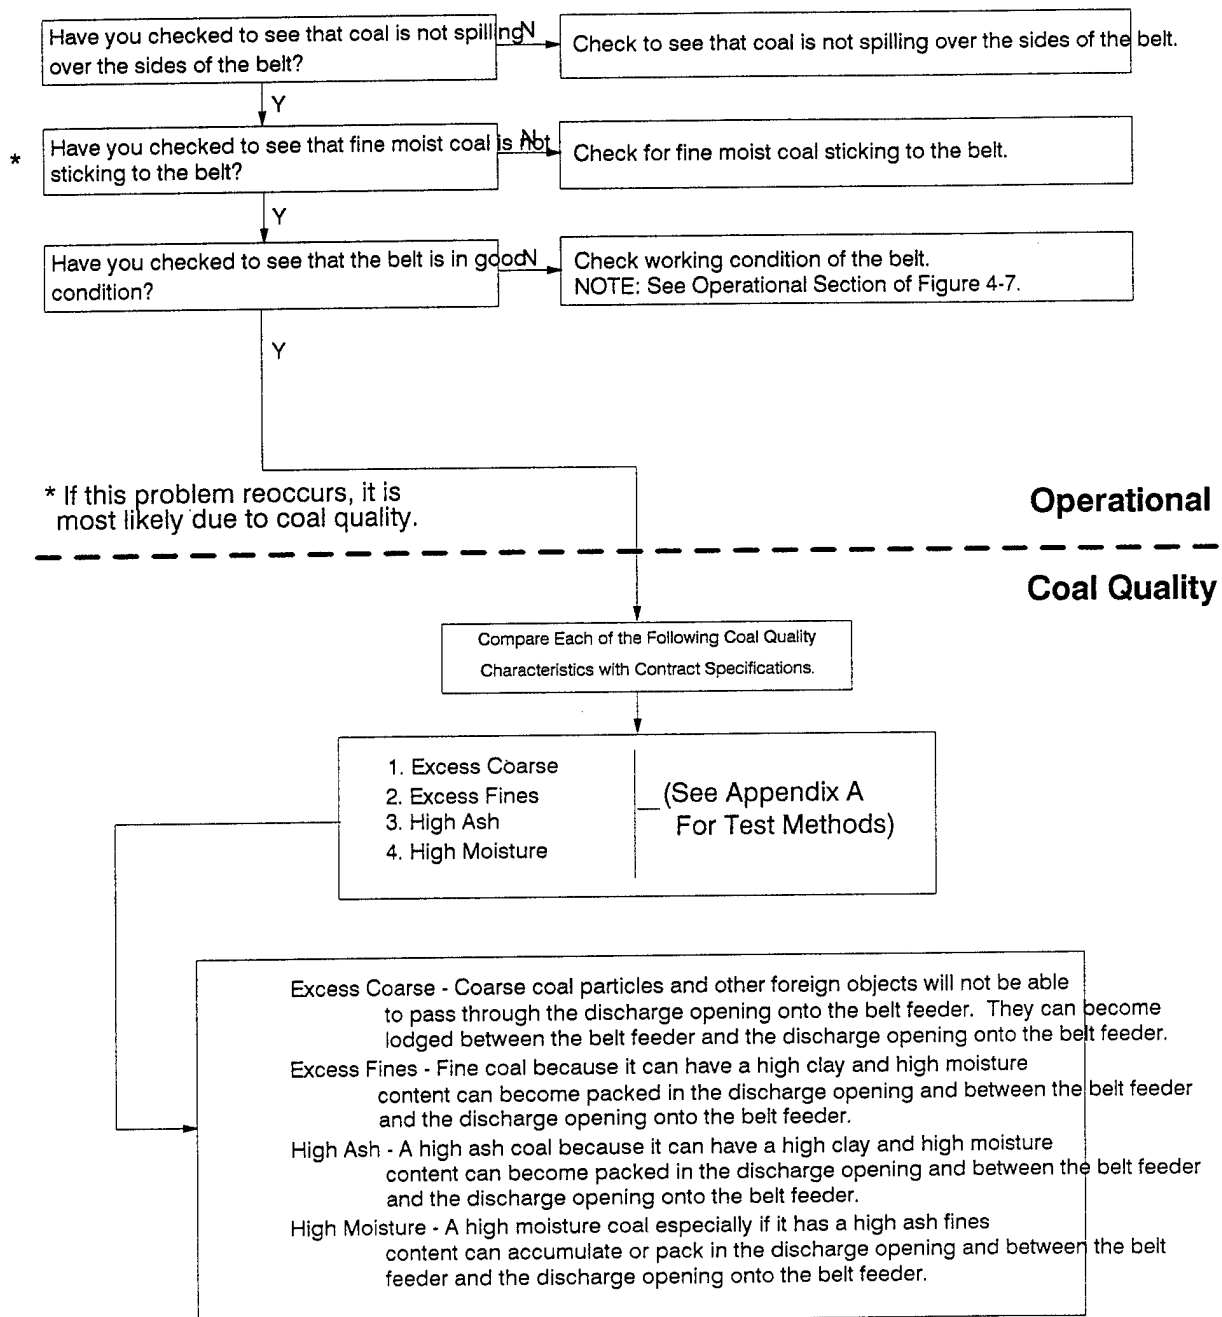 Have you checked to see that coal is not spilling
over the sides of the belt?
N
Check to see that coal is not spilling over the sides of the belt.
Y
*
Have you checked to see that fine moist coal is not
sticking to the belt?
N
Check for fine moist coal sticking to the belt.
Y
Have you checked to see that the belt is in good
condition?
N
Check working condition of the belt.
NOTE: See Operational Section of Figure 4-7.
Y
* If this problem reoccurs, it is
most likely due to coal quality.
Operational
Coal Quality
Compare Each of the Following Coal Quality
Characteristics with Contract Specifications.
1. Excess Coarse
2. Excess Fines
3. High Ash
4. High Moisture
(See Appendix A
For Test Methods)
Excess Coarse - Coarse coal particles and other foreign objects will not be able
to pass through the discharge opening onto the belt feeder. They can become
lodged between the belt feeder and the discharge opening onto the belt feeder.
Excess Fines - Fine coal because it can have a high clay and high moisture
content can become packed in the discharge opening and between the belt feeder
and the discharge opening onto the belt feeder.
High Ash - A high ash coal because it can have a high clay and high moisture
content can become packed in the discharge opening and between the belt feeder
and the discharge opening onto the belt feeder.
High Moisture - A high moisture coal especially if it has a high ash fines
content can accumulate or pack in the discharge opening and between the belt
feeder and the discharge opening onto the belt feeder.